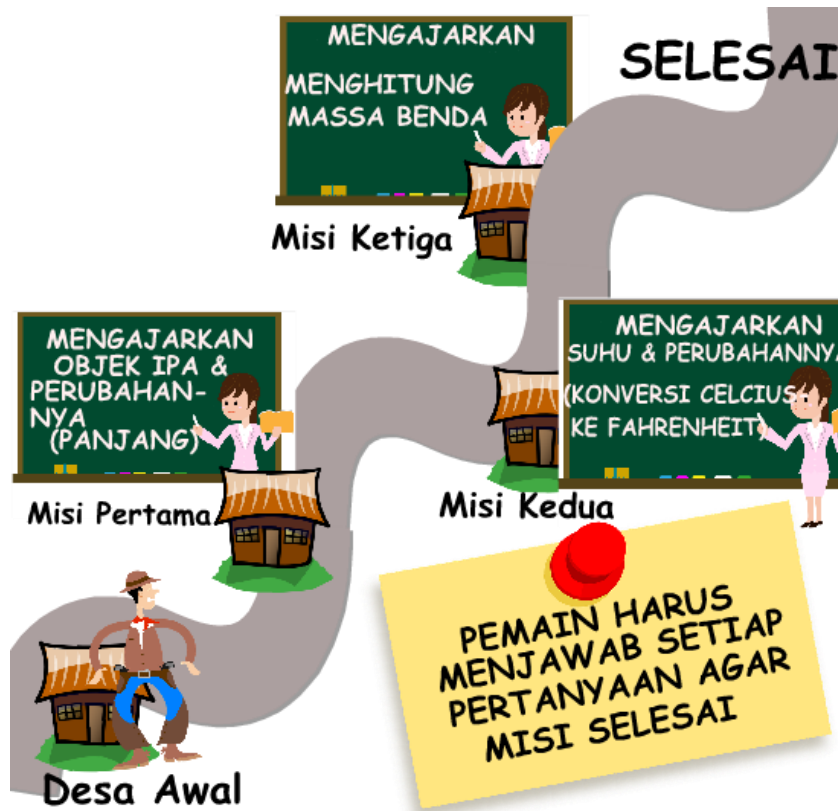 MENGAJARKAN
MENGHITUNG
MASSA BENDA
SELESAI
Misi Ketiga
MENGAJARKAN
OBJEK IPA &
PERUBAHAN-
NYA
(PANJANG)
Misi Pertama
MENGAJARKAN
SUHU & PERUBAHANNYA
(KONVERSI CELCIUS-
KE FAHRENHEIT)
Misi Kedua
PEMAIN HARUS
MENJAWAB SETIAP
PERTANYAAN AGAR
MISI SELESAI
Desa Awal